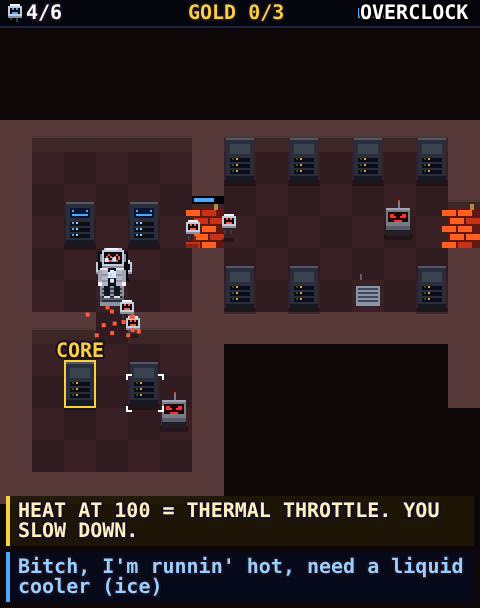 4/6 GOLD 0/3 OVERCLOCK
CORE
HEAT AT 100 = THERMAL THROTTLE. YOU
SLOW DOWN.
Bitch, I'm runnin' hot, need a liquid
cooler (ice)